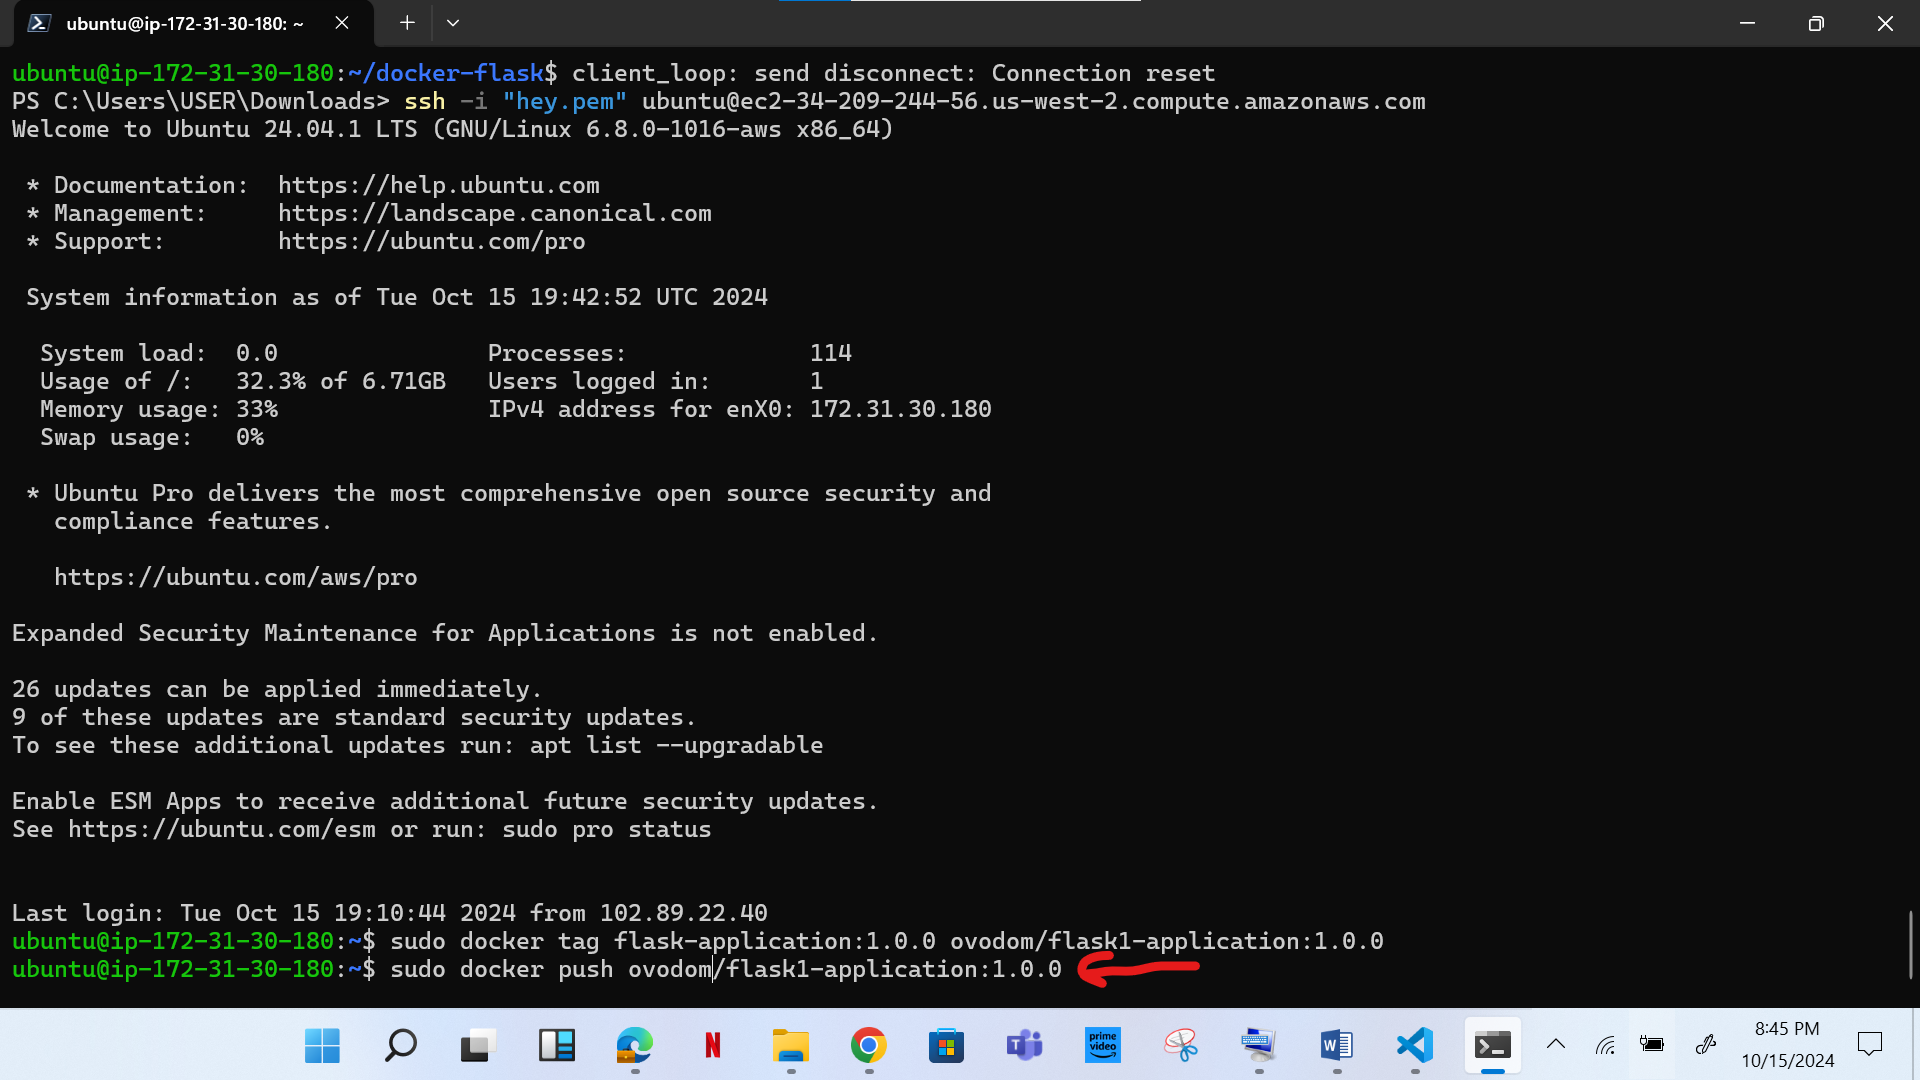 ubuntu@ip-172-31-30-180: ~
ubuntu@ip-172-31-30-180:~/docker-flask$ client_loop: send disconnect: Connection reset
PS C:\Users\USER\Downloads> ssh -i "hey.pem" ubuntu@ec2-34-209-244-56.us-west-2.compute.amazonaws.com
Welcome to Ubuntu 24.04.1 LTS (GNU/Linux 6.8.0-1016-aws x86_64)
* Documentation: https://help.ubuntu.com
* Management: https://landscape.canonical.com
* Support: https://ubuntu.com/pro
System information as of Tue Oct 15 19:42:52 UTC 2024
System load: 0.0 Processes: 114
Usage of /: 32.3% of 6.71GB Users logged in: 1
Memory usage: 33% IPv4 address for enX0: 172.31.30.180
Swap usage: 0%
* Ubuntu Pro delivers the most comprehensive open source security and
compliance features.
https://ubuntu.com/aws/pro
Expanded Security Maintenance for Applications is not enabled.
26 updates can be applied immediately.
9 of these updates are standard security updates.
To see these additional updates run: apt list --upgradable
Enable ESM Apps to receive additional future security updates.
See https://ubuntu.com/esm or run: sudo pro status
Last login: Tue Oct 15 19:10:44 2024 from 102.89.22.40
ubuntu@ip-172-31-30-180:~$ sudo docker tag flask-application:1.0.0 ovodom/flask1-application:1.0.0
ubuntu@ip-172-31-30-180:~$ sudo docker push ovodom/flask1-application:1.0.0
N
T
prime video
W
8:45 PM
10/15/2024